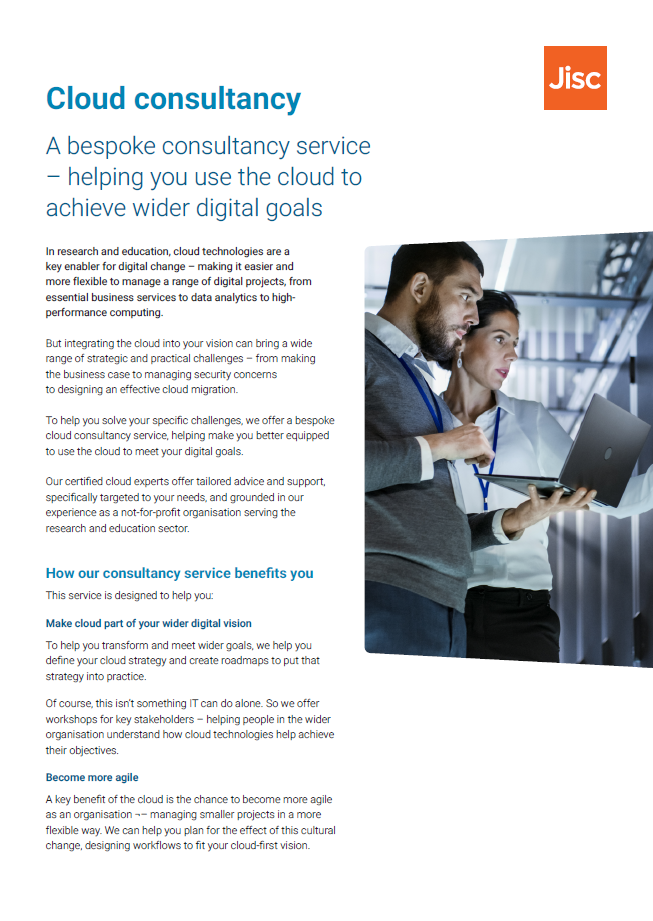 Jisc
Cloud consultancy
A bespoke consultancy service
– helping you use the cloud to
achieve wider digital goals
In research and education, cloud technologies are a
key enabler for digital change – making it easier and
more flexible to manage a range of digital projects, from
essential business services to data analytics to high-
performance computing.
But integrating the cloud into your vision can bring a wide
range of strategic and practical challenges – from making
the business case to managing security concerns
to designing an effective cloud migration.
To help you solve your specific challenges, we offer a bespoke
cloud consultancy service, helping make you better equipped
to use the cloud to meet your digital goals.
Our certified cloud experts offer tailored advice and support,
specifically targeted to your needs, and grounded in our
experience as a not-for-profit organisation serving the
research and education sector.
How our consultancy service benefits you
This service is designed to help you:
Make cloud part of your wider digital vision
To help you transform and meet wider goals, we help you
define your cloud strategy and create roadmaps to put that
strategy into practice.
Of course, this isn't something IT can do alone. So we offer
workshops for key stakeholders – helping people in the wider
organisation understand how cloud technologies help achieve
their objectives.
Become more agile
A key benefit of the cloud is the chance to become more agile
as an organisation ¬– managing smaller projects in a more
flexible way. We can help you plan for the effect of this cultural
change, designing workflows to fit your cloud-first vision.